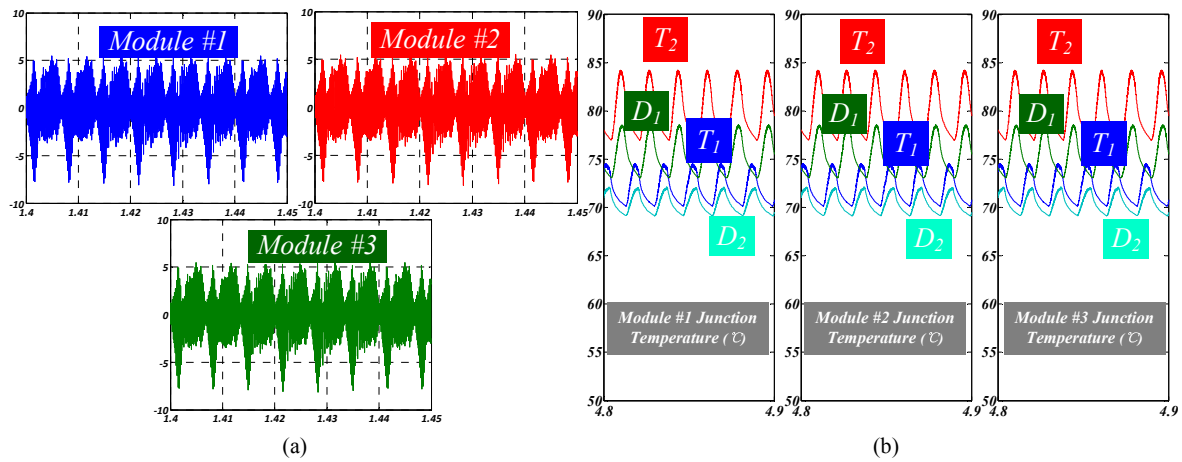 Module #1
10
5
0
-5
-10
1.4
1.41
1.42
1.43
1.44
1.45
Module #2
10
5
0
-5
-10
1.4
1.41
1.42
1.43
1.44
1.45
Module #3
10
5
0
-5
-10
1.4
1.41
1.42
1.43
1.44
1.45
(a)
90
85
80
75
70
65
60
55
50
T2
D1
T1
D2
Module #1 Junction
Temperature (℃)
4.8
4.9
90
85
80
75
70
65
60
55
50
T2
D1
T1
D2
Module #2 Junction
Temperature (℃)
4.8
4.9
90
85
80
75
70
65
60
55
50
T2
D1
T1
D2
Module #3 Junction
Temperature (℃)
4.8
4.9
(b)